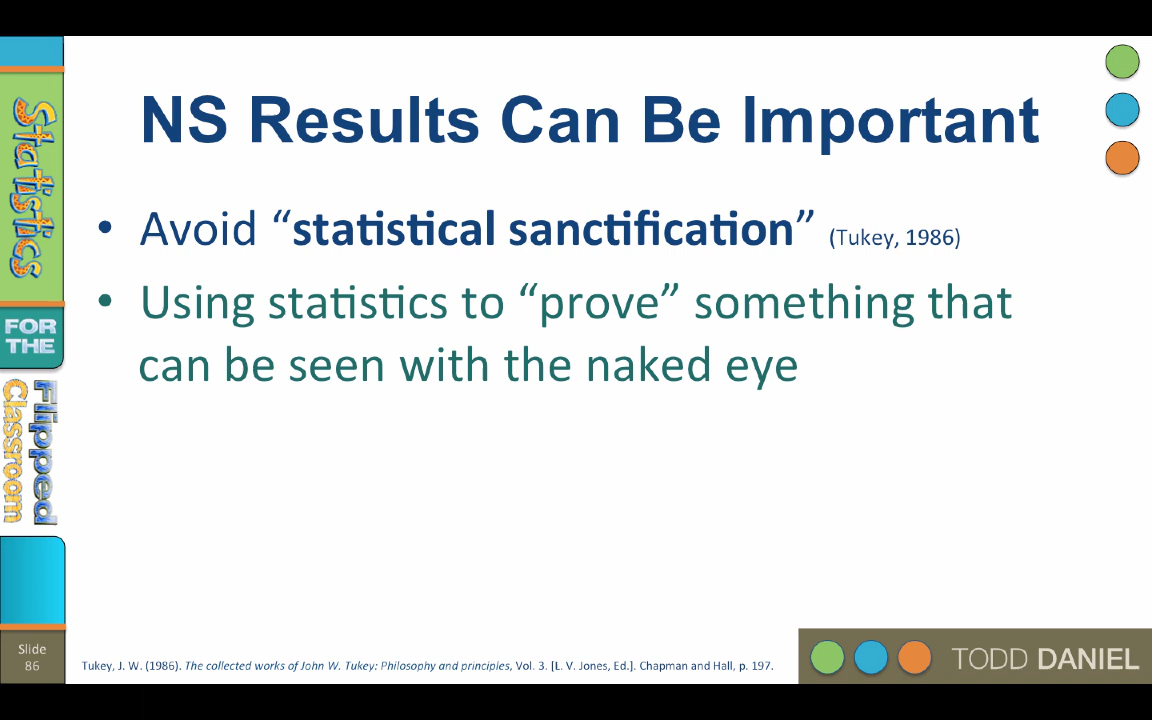 NS Results Can Be Important
• Avoid “statistical sanctification” (Tukey, 1986)
• Using statistics to “prove” something that
can be seen with the naked eye
Statistics
FOR
THE
Flipped
Classroom
Slide
86
Tukey, J. W. (1986). The collected works of John W. Tukey: Philosophy and principles, Vol. 3. [L. V. Jones, Ed.]. Chapman and Hall, p. 197.
TODD DANIEL